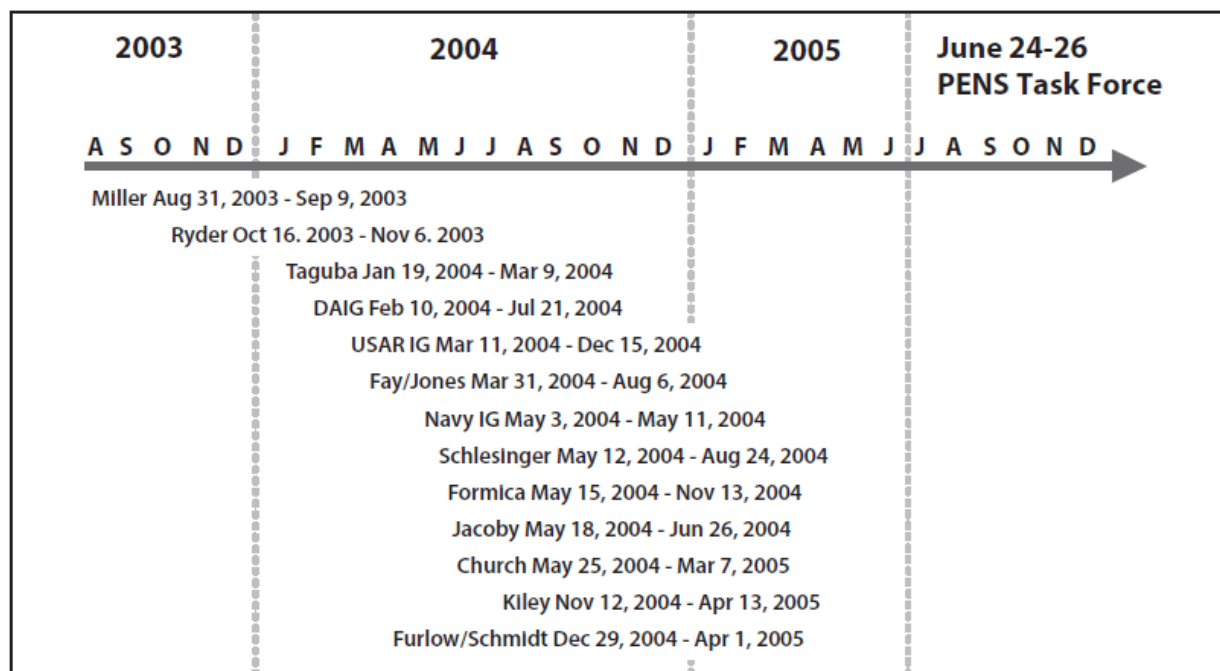 2003 2004 2005 June 24-26
PENS Task Force
A S O N D J F M A M J J A S O N D J F M A M J J A S O N D
Miller Aug 31, 2003 - Sep 9, 2003
Ryder Oct 16. 2003 - Nov 6. 2003
Taguba Jan 19, 2004 - Mar 9, 2004
DAIG Feb 10, 2004 - Jul 21, 2004
USAR IG Mar 11, 2004 - Dec 15, 2004
Fay/Jones Mar 31, 2004 - Aug 6, 2004
Navy IG May 3, 2004 - May 11, 2004
Schlesinger May 12, 2004 - Aug 24, 2004
Formica May 15, 2004 - Nov 13, 2004
Jacoby May 18, 2004 - Jun 26, 2004
Church May 25, 2004 - Mar 7, 2005
Kiley Nov 12, 2004 - Apr 13, 2005
Furlow/Schmidt Dec 29, 2004 - Apr 1, 2005